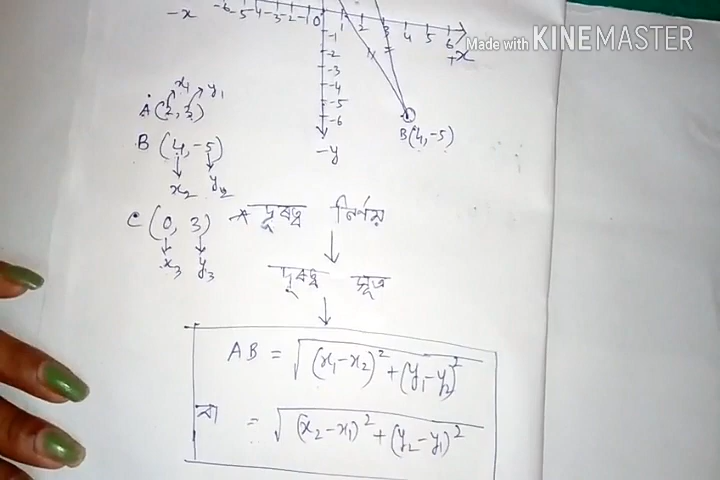 -x -6 -5 -4 -3 -2 -1 0 1 2 3 4 5 6 +x
Made with KINEMASTER
-1
-2
-3
-4
-5
-6
-y
B(4,-5)
x₁ y₁
A(2,3)
B (4,-5)
x₂ y₂
C (0, 3)
x₃ y₃
* দূৰত্ব নিৰ্ণয়
দূৰত্ব সূত্ৰ
AB = √(x₁-x₂)²+(y₁-y₂)²
বা = √(x₂-x₁)²+(y₂-y₁)²